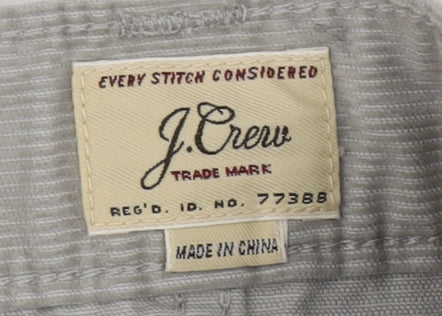 EVERY STITCH CONSIDERED
J.Crew
TRADE MARK
REG'D. ID. NO. 77388
MADE IN CHINA